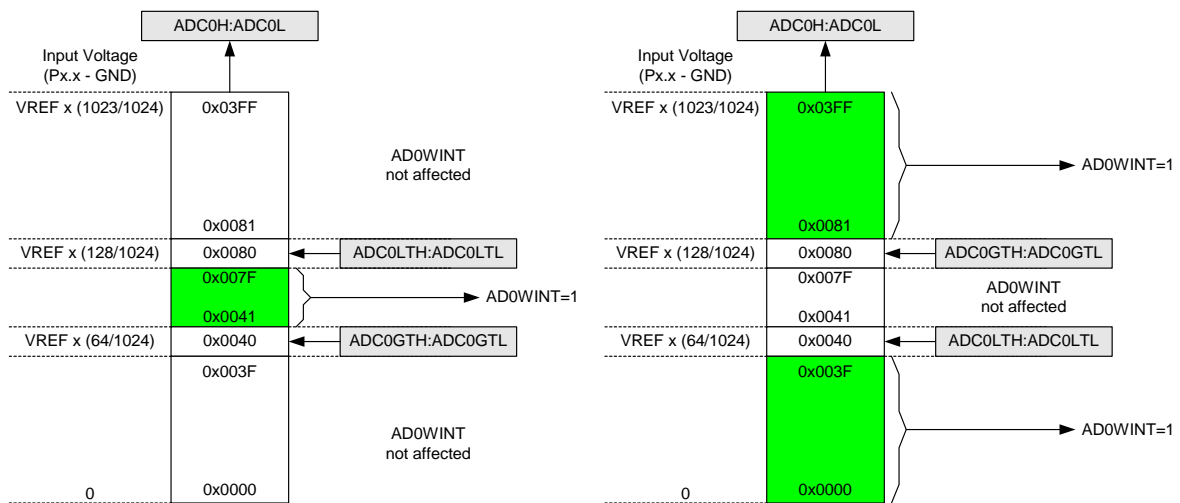 ADC0H:ADC0L
Input Voltage
(Px.x - GND)
VREF x (1023/1024)
0x03FF
AD0WINT
not affected
0x0081
VREF x (128/1024)
0x0080
ADC0LTH:ADC0LTL
0x007F
AD0WINT=1
0x0041
VREF x (64/1024)
0x0040
ADC0GTH:ADC0GTL
0x003F
AD0WINT
not affected
0
0x0000
ADC0H:ADC0L
Input Voltage
(Px.x - GND)
VREF x (1023/1024)
0x03FF
AD0WINT=1
0x0081
VREF x (128/1024)
0x0080
ADC0GTH:ADC0GTL
0x007F
AD0WINT
not affected
0x0041
VREF x (64/1024)
0x0040
ADC0LTH:ADC0LTL
0x003F
AD0WINT=1
0
0x0000